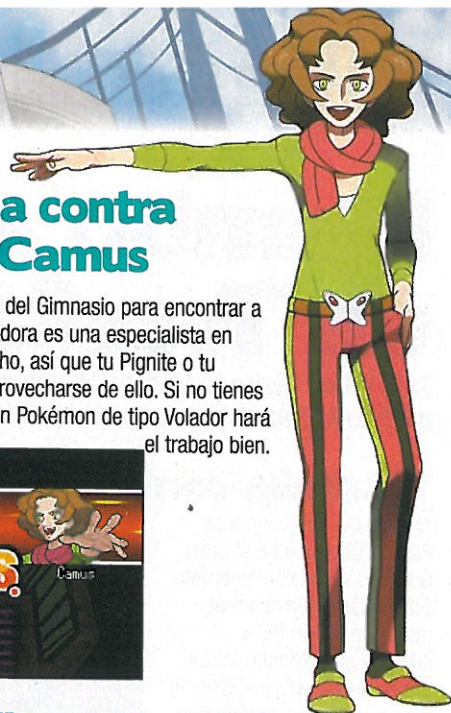 a contra
Camus
del Gimnasio para encontrar a
dora es una especialista en
ho, así que tu Pignite o tu
rovecharse de ello. Si no tienes
n Pokémon de tipo Volador hará
el trabajo bien.
S.
Camus